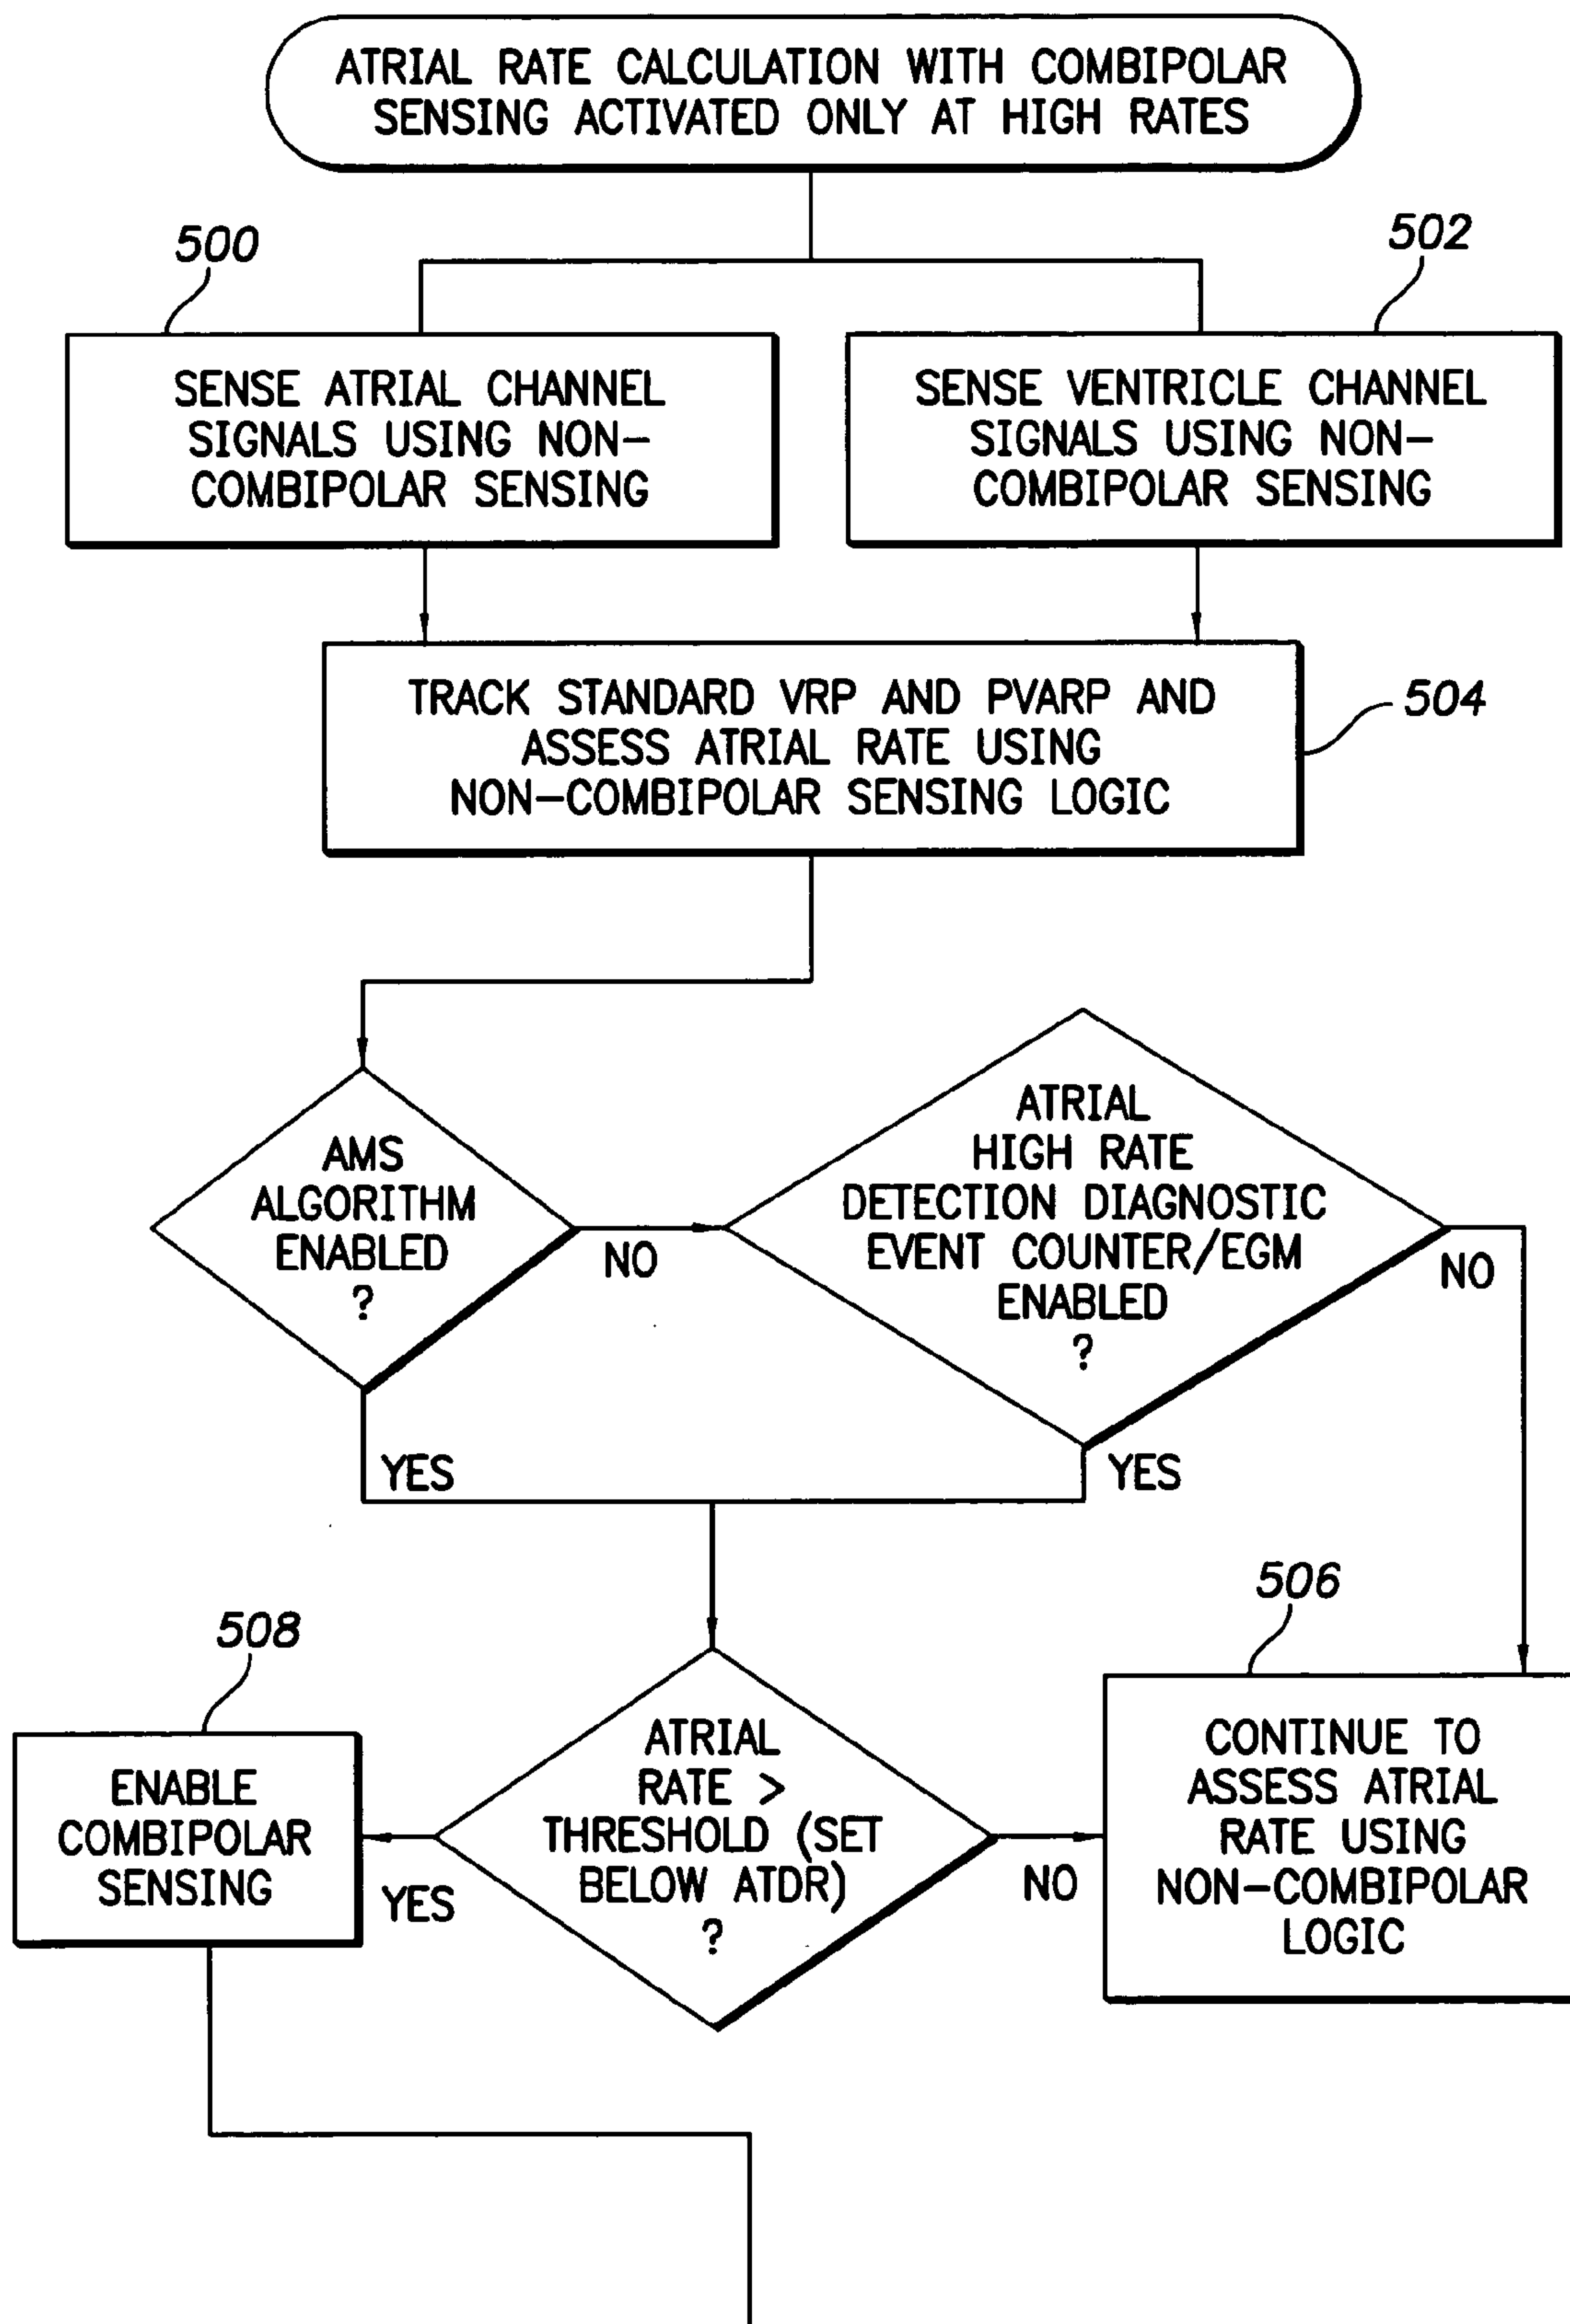 ATRIAL RATE CALCULATION WITH COMBIPOLAR
SENSING ACTIVATED ONLY AT HIGH RATES
500
502
SENSE ATRIAL CHANNEL
SIGNALS USING NON-
COMBIPOLAR SENSING
SENSE VENTRICLE CHANNEL
SIGNALS USING NON-
COMBIPOLAR SENSING
TRACK STANDARD VRP AND PVARP AND
ASSESS ATRIAL RATE USING
NON-COMBIPOLAR SENSING LOGIC
504
AMS
ALGORITHM
ENABLED
?
NO
ATRIAL
HIGH RATE
DETECTION DIAGNOSTIC
EVENT COUNTER/EGM
ENABLED
?
NO
YES
YES
506
508
ENABLE
COMBIPOLAR
SENSING
YES
ATRIAL
RATE >
THRESHOLD (SET
BELOW ATDR)
?
NO
CONTINUE TO
ASSESS ATRIAL
RATE USING
NON-COMBIPOLAR
LOGIC